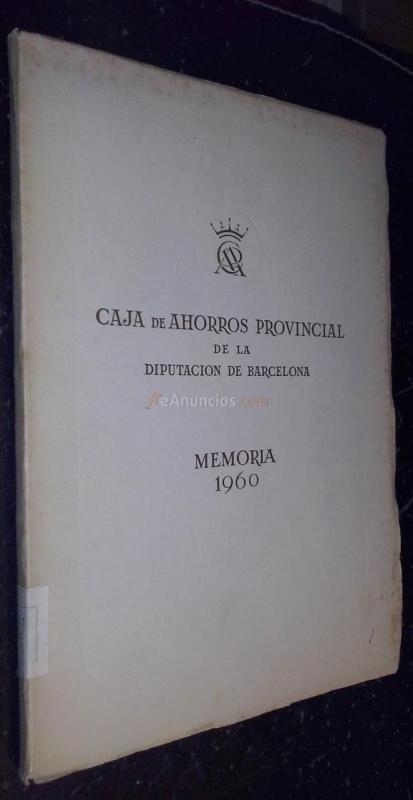 CAJA DE AHORROS PROVINCIAL
DE LA
DIPUTACION DE BARCELONA
eAnuncios.com
MEMORIA
1960